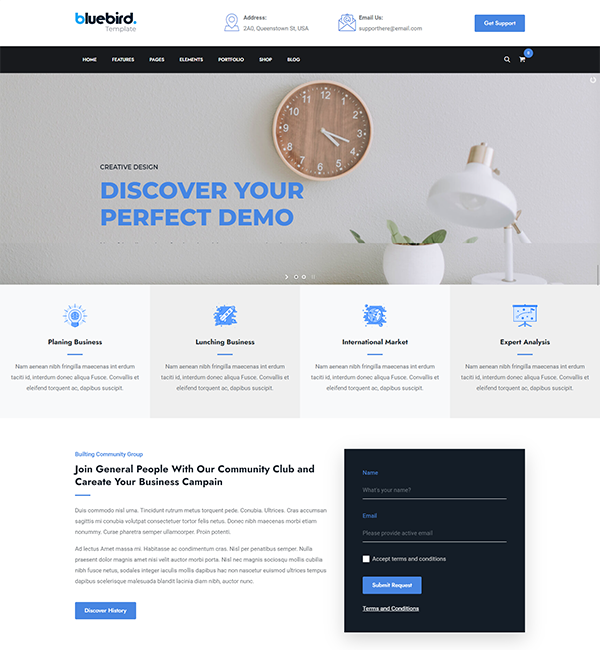 bluebird.
Template
Address:
2A0, Queenstown St, USA
Email Us:
supporthere@email.com
Get Support
HOME FEATURES PAGES ELEMENTS PORTFOLIO SHOP BLOG
0
CREATIVE DESIGN
DISCOVER YOUR
PERFECT DEMO
Planing Business
Nam aenean nibh fringilla maecenas int erdum
taciti id, interdum donec aliqua Fusce. Convallis et
eleifend torquent ac, dapibus suscipit.
Lunching Business
Nam aenean nibh fringilla maecenas int erdum
taciti id, interdum donec aliqua Fusce. Convallis et
eleifend torquent ac, dapibus suscipit.
International Market
Nam aenean nibh fringilla maecenas int erdum
taciti id, interdum donec aliqua Fusce. Convallis et
eleifend torquent ac, dapibus suscipit.
Expert Analysis
Nam aenean nibh fringilla maecenas int erdum
taciti id, interdum donec aliqua Fusce. Convallis et
eleifend torquent ac, dapibus suscipit.
Builting Community Group
Join General People With Our Community Club and
Careate Your Business Campain
Duis commodo nisl urna. Tincidunt rutrum metus torquent pede. Conubia. Ultrices. Cras accumsan
sagittis mi conubia volutpat consectetuer tortor felis netus. Donec nibh maecenas morbi etiam
nonummy. Curae pharetra semper ullamcorper. Proin potenti.
Ad lectus Amet massa mi. Habitasse ac condimentum cras. Nisl per penatibus semper. Nulla
praesent dolor magnis amet nisi velit auctor morbi porta. Nisl nec magnis sociosqu mollis cubilia
nibh fusce netus, sodales integer iaculis mollis dapibus hac non nascetur euismod ultrices tempus
dapibus scelerisque malesuada blandit lacinia diam nibh, auctor nunc.
Discover History
Name
What's your name?
Email
Please provide active email
Accept terms and conditions
Submit Request
Terms and Conditions